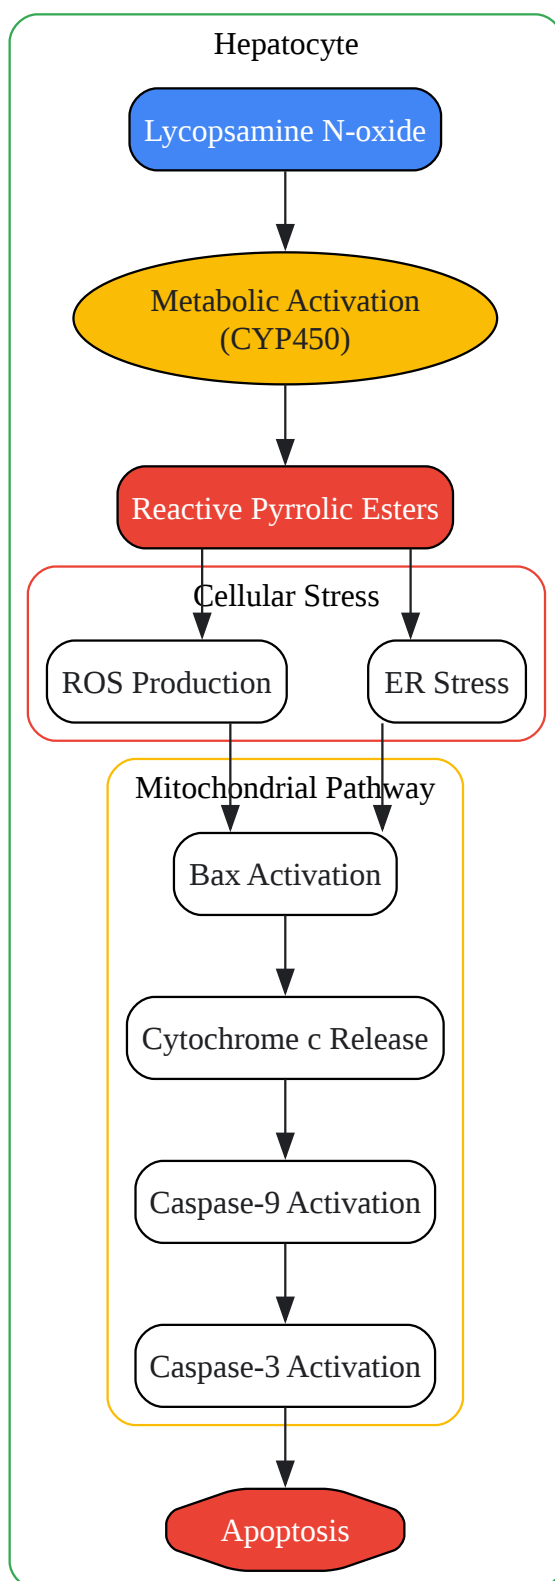 Hepatocyte
Lycopsamine N-oxide
Metabolic Activation
(CYP450)
Reactive Pyrrolic Esters
Cellular Stress
ROS Production
ER Stress
Mitochondrial Pathway
Bax Activation
Cytochrome c Release
Caspase-9 Activation
Caspase-3 Activation
Apoptosis